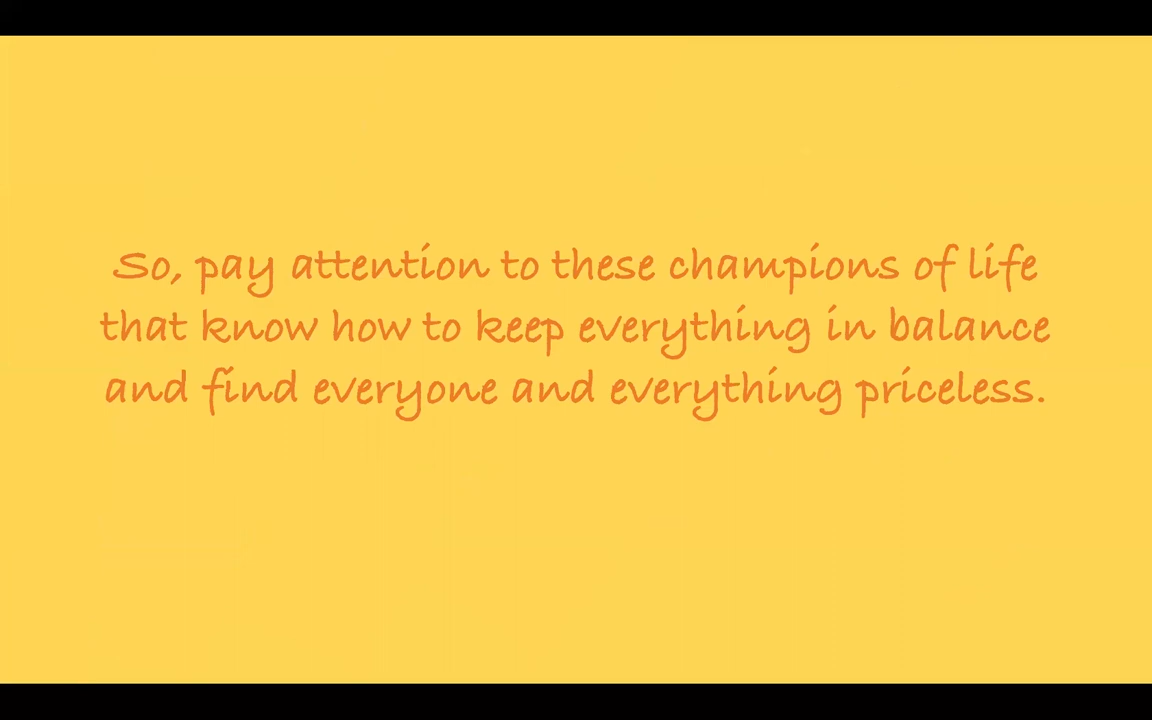 So, pay attention to these champions of life
that know how to keep everything in balance
and find everyone and everything priceless.